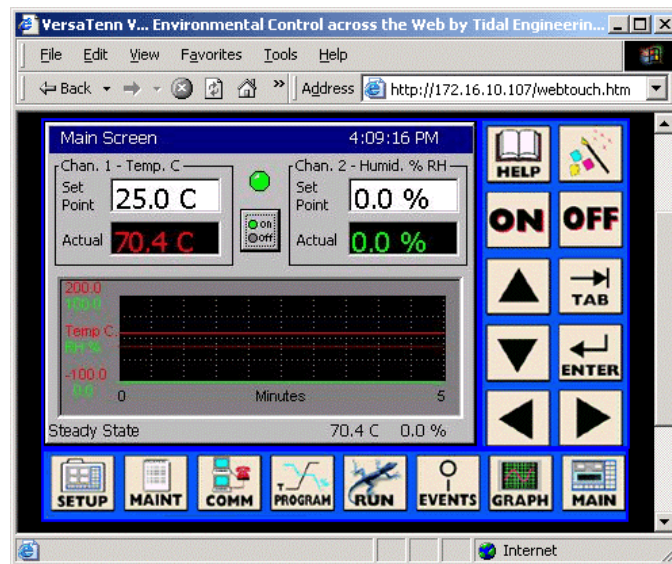 VersaTenn V... Environmental Control across the Web by Tidal Engineerin...
File Edit View Favorites Tools Help
Back » Address http://172.16.10.107/webtouch.htm
Main Screen 4:09:16 PM
Chan. 1 - Temp. C Chan. 2 - Humid. % RH
Set Point 25.0 C Set Point 0.0 %
on off
Actual 70.4 C Actual 0.0 %
200.0
100.0
Temp C.
RH %
-100.0
0.0
0 Minutes 5
Steady State 70.4 C 0.0 %
HELP
ON OFF
TAB
ENTER
SETUP MAINT COMM T PROGRAM RUN EVENTS GRAPH MAIN
Internet